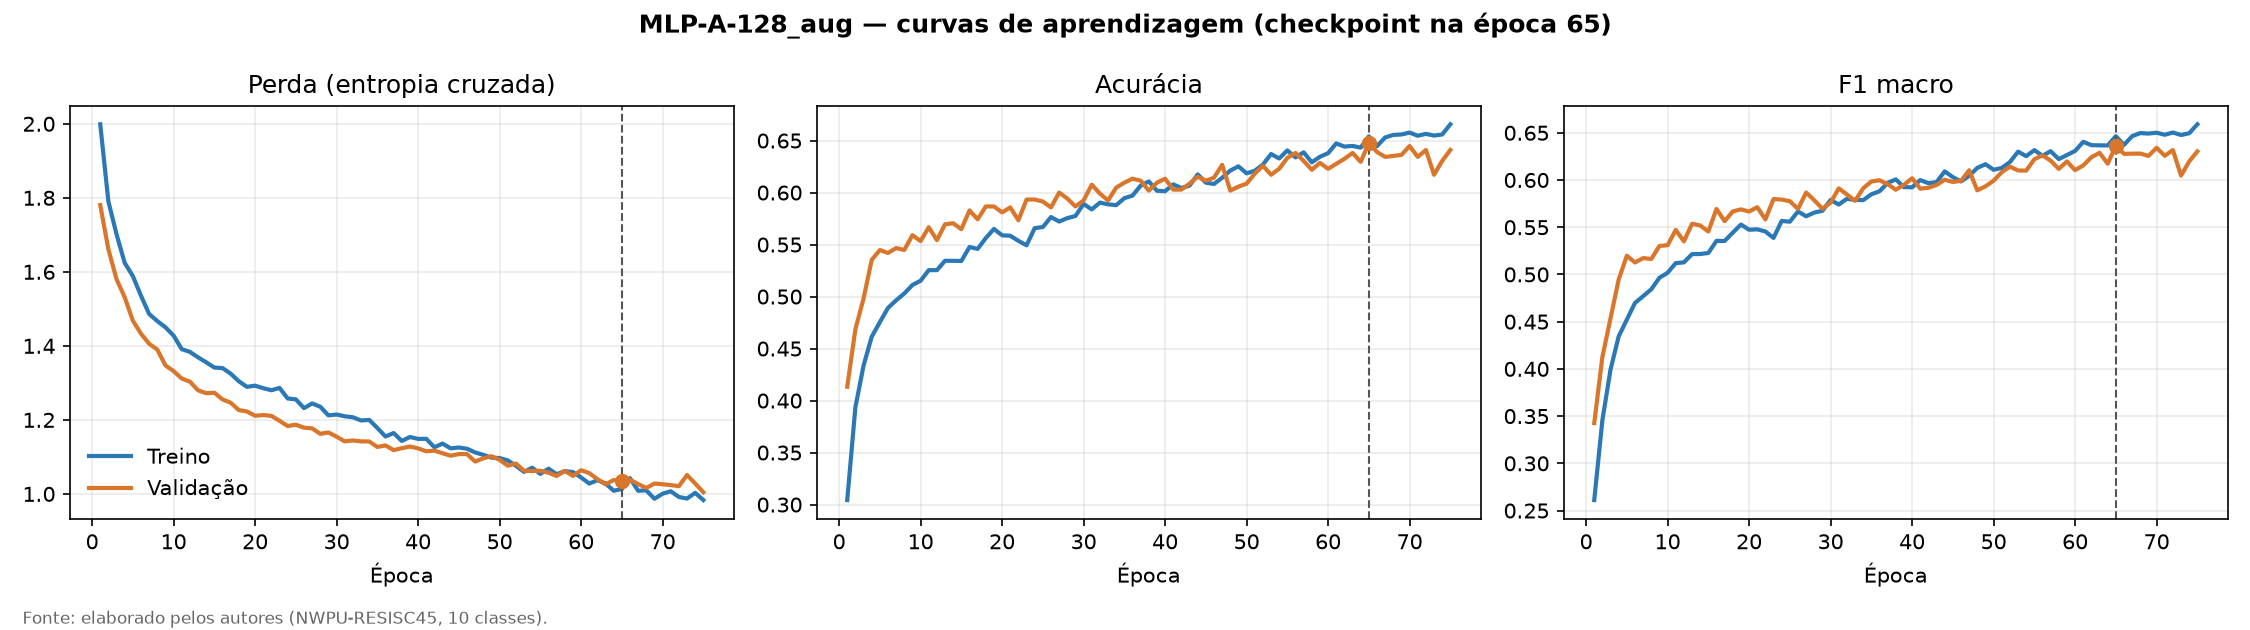 MLP-A-128_aug — curvas de aprendizagem (checkpoint na época 65)
Perda (entropia cruzada)
2.0
1.8
1.6
1.4
1.2
1.0
Treino
Validação
0 10 20 30 40 50 60 70
Época
Acurácia
0.65
0.60
0.55
0.50
0.45
0.40
0.35
0.30
0 10 20 30 40 50 60 70
Época
F1 macro
0.65
0.60
0.55
0.50
0.45
0.40
0.35
0.30
0.25
0 10 20 30 40 50 60 70
Época
Fonte: elaborado pelos autores (NWPU-RESISC45, 10 classes).